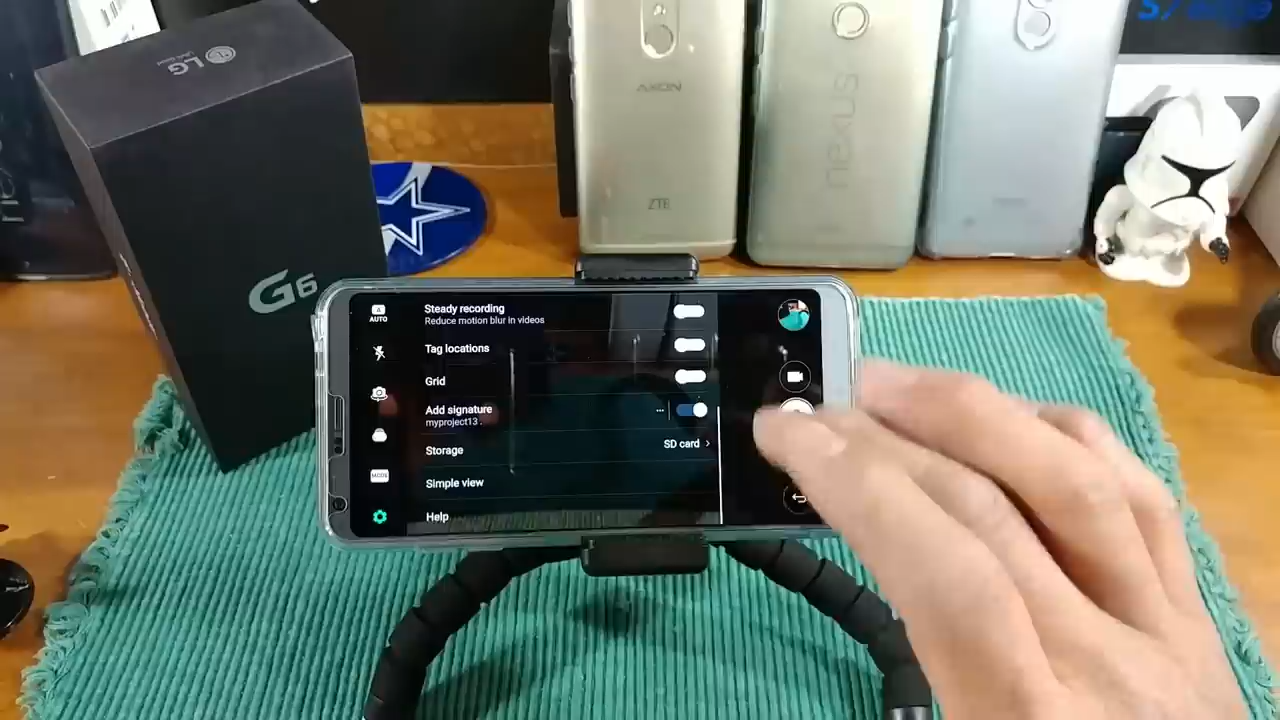 LG
G6
AXON
ZTE
NEXUS
AUTO
Steady recording
Reduce motion blur in videos
Tag locations
Grid
Add signature
myproject13 .
Storage
SD card >
Simple view
MODE
Help